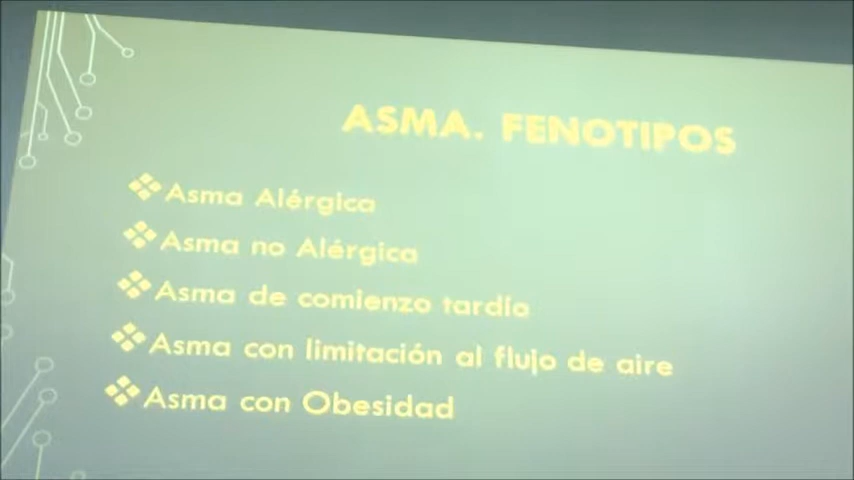 ASMA. FENOTIPOS
Asma Alérgica
Asma no Alérgica
Asma de comienzo tardío
Asma con limitación al flujo de aire
Asma con Obesidad